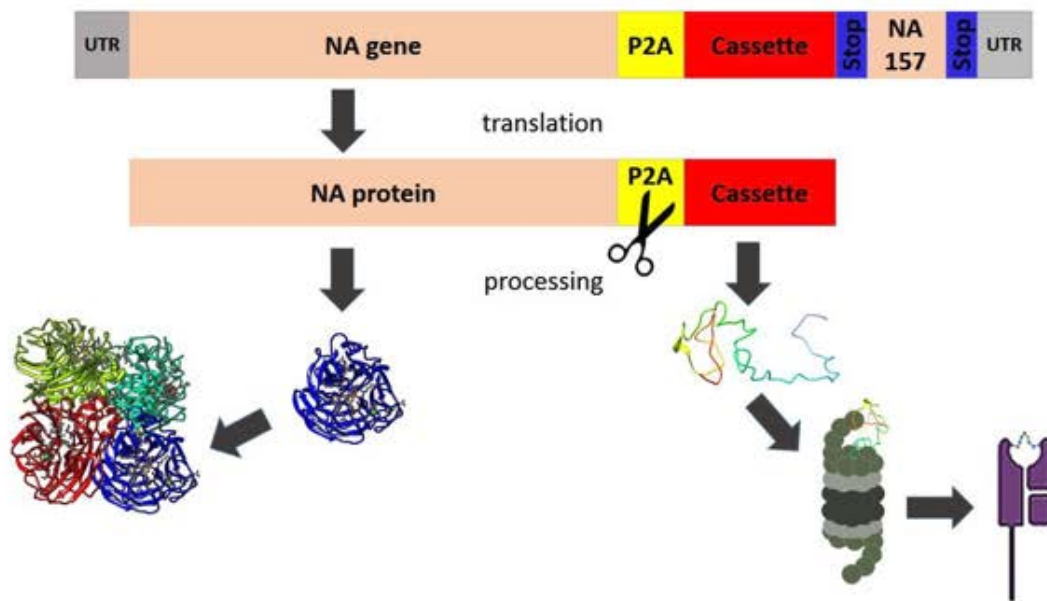 UTR NA gene P2A Cassette Stop NA Stop UTR
157
translation
NA protein P2A Cassette
processing